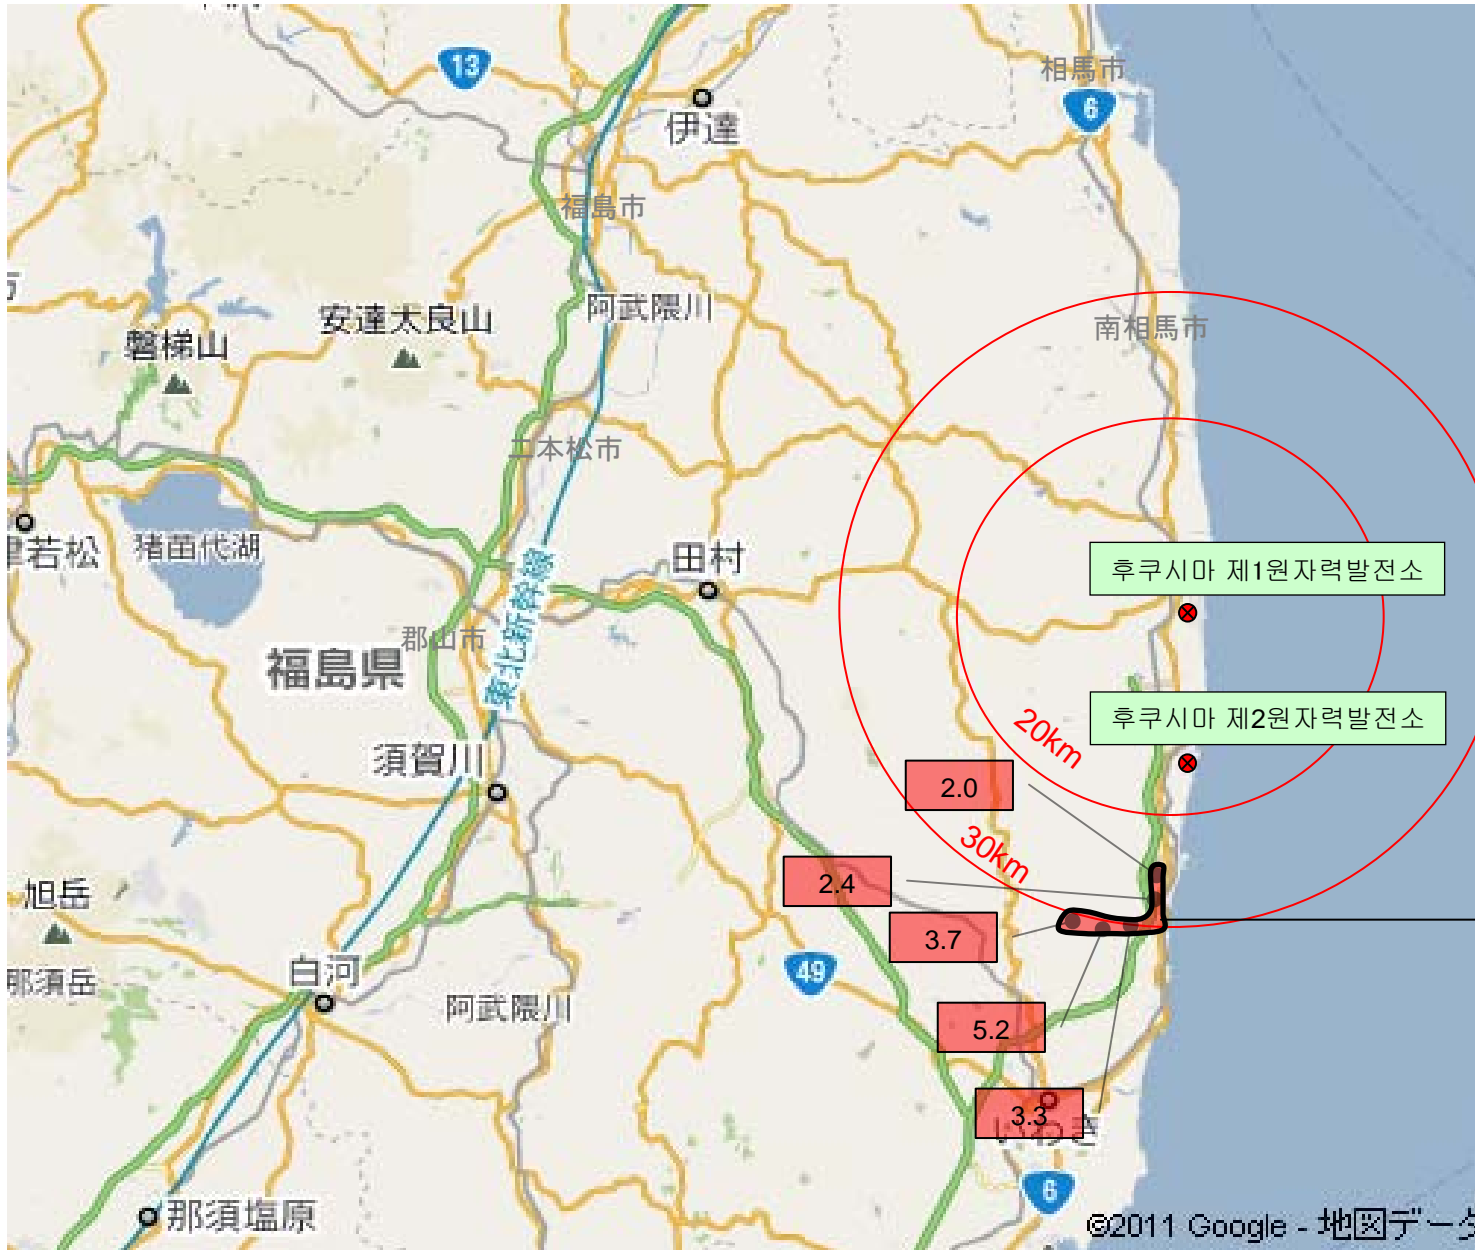 13
相馬市
6
伊達
福島市
阿武隈川
安達太良山
磐梯山
南相馬市
二本松市
猪苗代湖
若松
田村
후쿠시마 제1원자력발전소
東北新幹線
郡山市
福島県
후쿠시마 제2원자력발전소
20km
須賀川
2.0
30km
2.4
旭岳
3.7
49
白河
那須岳
阿武隈川
5.2
3.3
いわき
6
那須塩原
©2011 Google - 地図データ